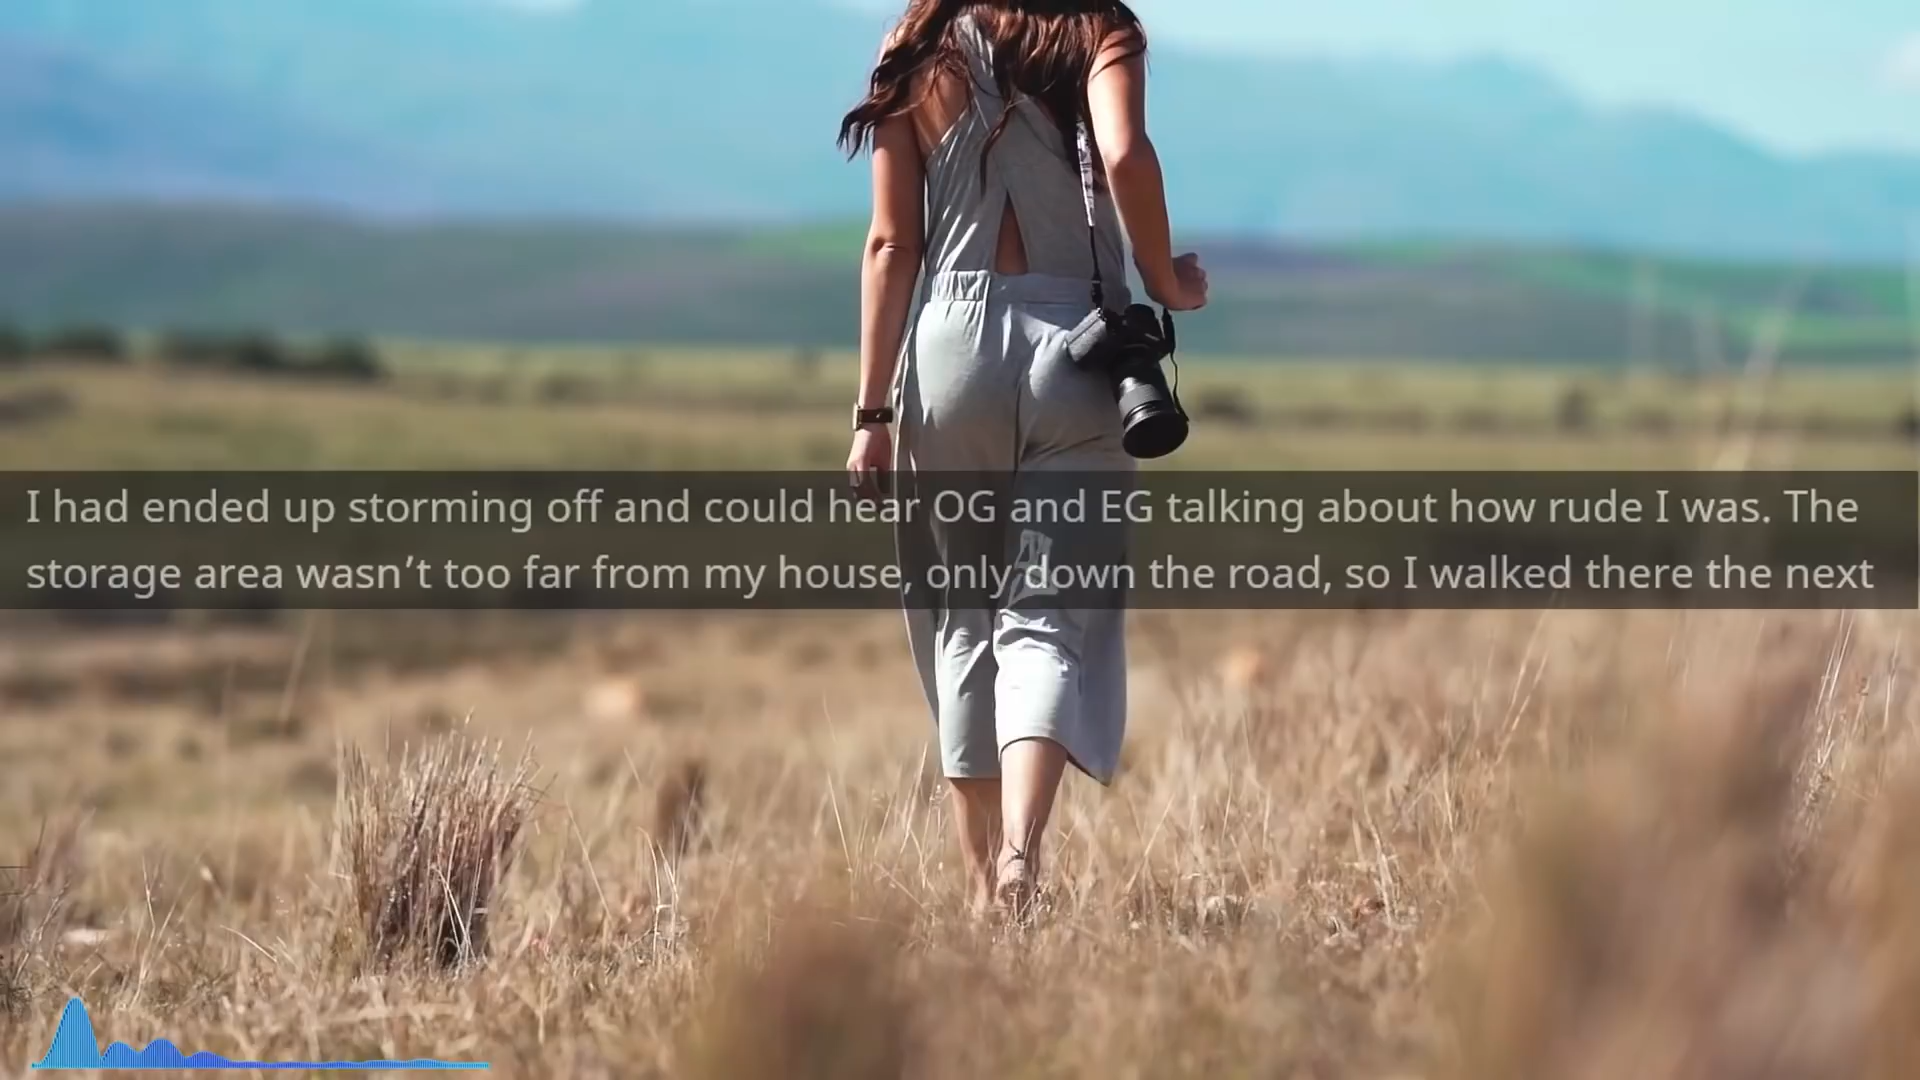 I had ended up storming off and could hear OG and EG talking about how rude I was. The
storage area wasn’t too far from my house, only down the road, so I walked there the next